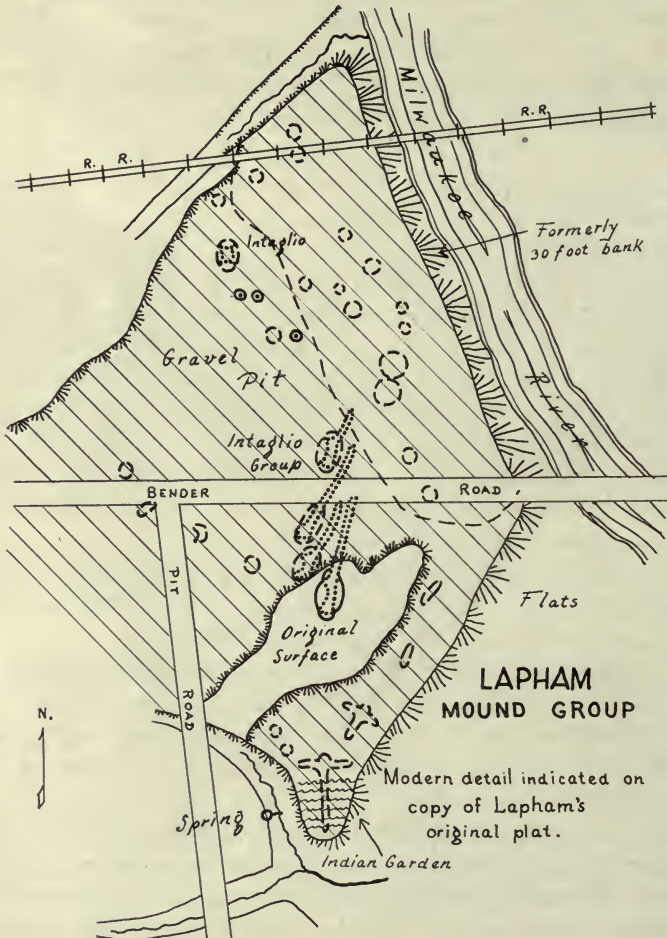 Milwaukee
River
R. R.
R. R.
Formerly
30 foot bank
Intaglio
Gravel
Pit
Intaglio
Group
BENDER ROAD
PIT
ROAD
Flats
Original
Surface
LAPHAM
MOUND GROUP
N.
Modern detail indicated on
copy of Lapham's
original plat.
Spring
Indian Garden